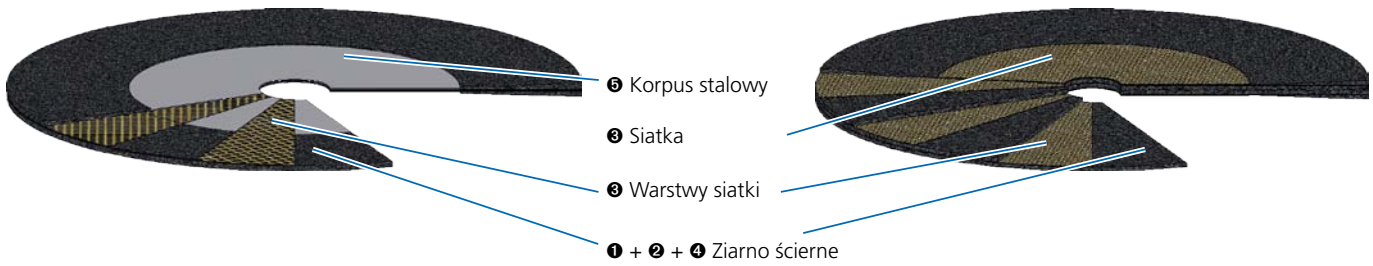 ❺ Korpus stalowy
❸ Siatka
❸ Warstwy siatki
❶ + ❷ + ❹ Ziarno ścierne